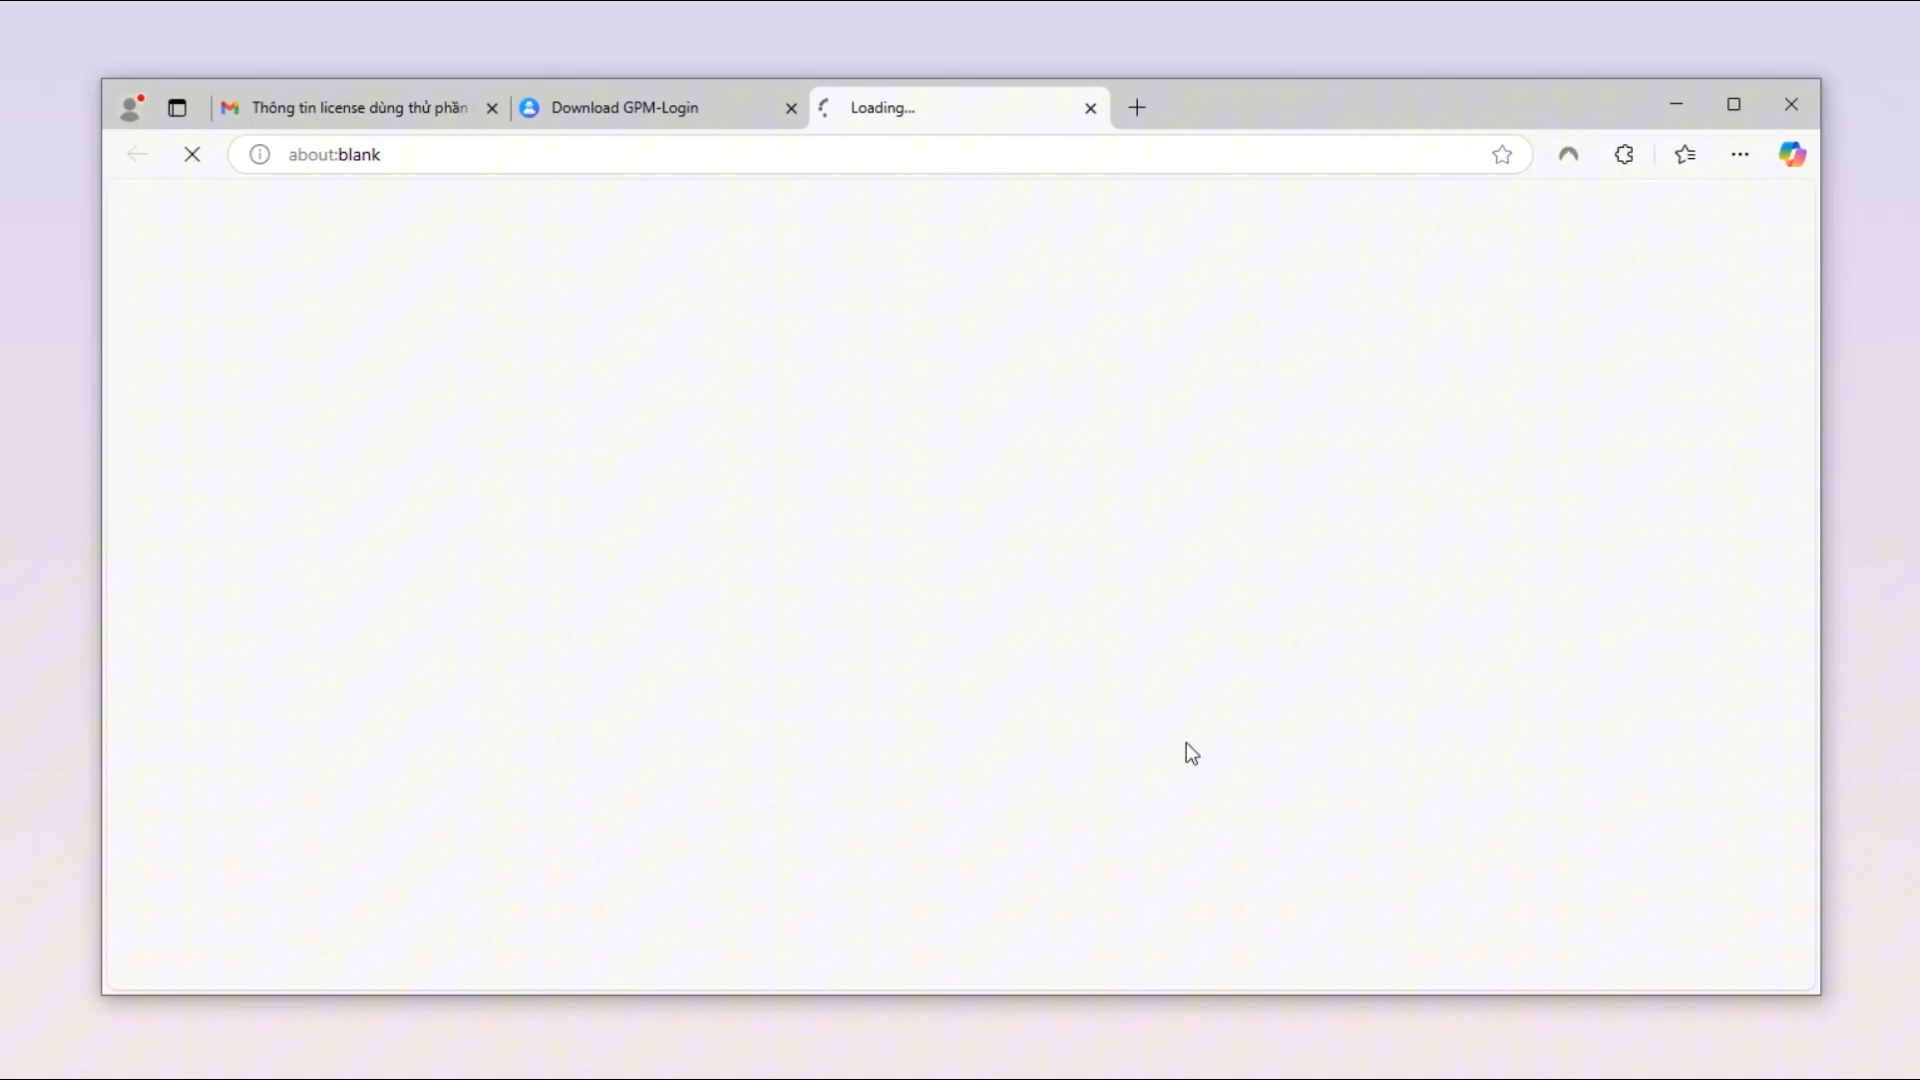 Thông tin license dùng thử phần
Download GPM-Login
Loading...
about:blank